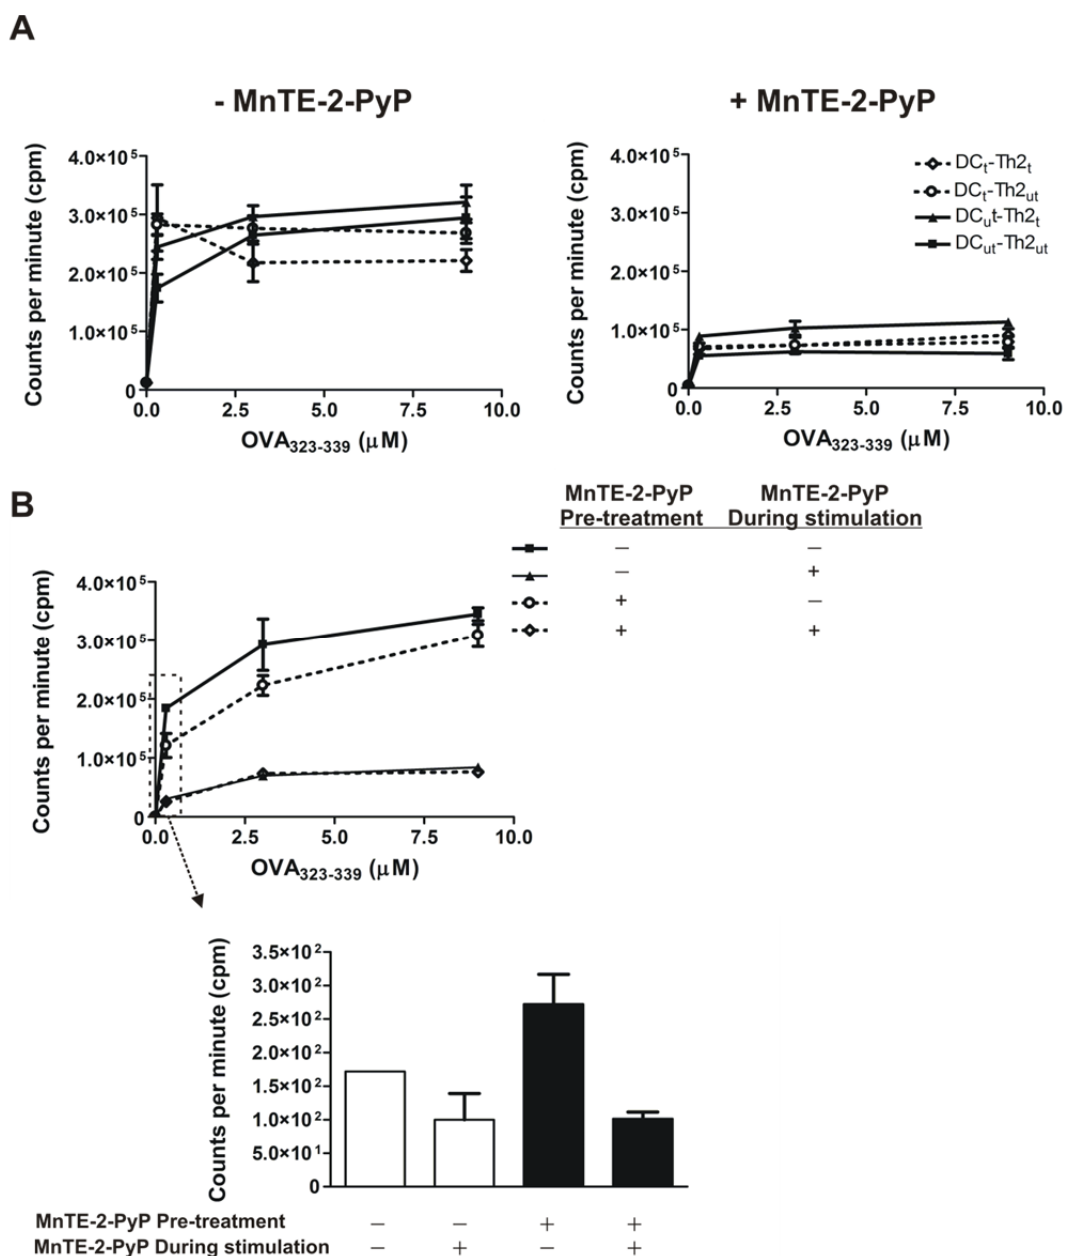 A
- MnTE-2-PyP
+ MnTE-2-PyP
Counts per minute (cpm)
4.0×10⁵
3.0×10⁵
2.0×10⁵
1.0×10⁵
0
0.0 2.5 5.0 7.5 10.0
OVA₃₂₃₋₃₃₉ (μM)
Counts per minute (cpm)
4.0×10⁵
3.0×10⁵
2.0×10⁵
1.0×10⁵
0
0.0 2.5 5.0 7.5 10.0
OVA₃₂₃₋₃₃₉ (μM)
DCₜ-Th2ₜ
DCₜ-Th2ᵤₜ
DCᵤt-Th2ₜ
DCᵤₜ-Th2ᵤₜ
B
MnTE-2-PyP MnTE-2-PyP
Pre-treatment During stimulation
– –
– +
+ –
+ +
Counts per minute (cpm)
4.0×10⁵
3.0×10⁵
2.0×10⁵
1.0×10⁵
0
0.0 2.5 5.0 7.5 10.0
OVA₃₂₃₋₃₃₉ (μM)
Counts per minute (cpm)
3.5×10²
3.0×10²
2.5×10²
2.0×10²
1.5×10²
1.0×10²
5.0×10¹
0
MnTE-2-PyP Pre-treatment – – + +
MnTE-2-PyP During stimulation – + – +